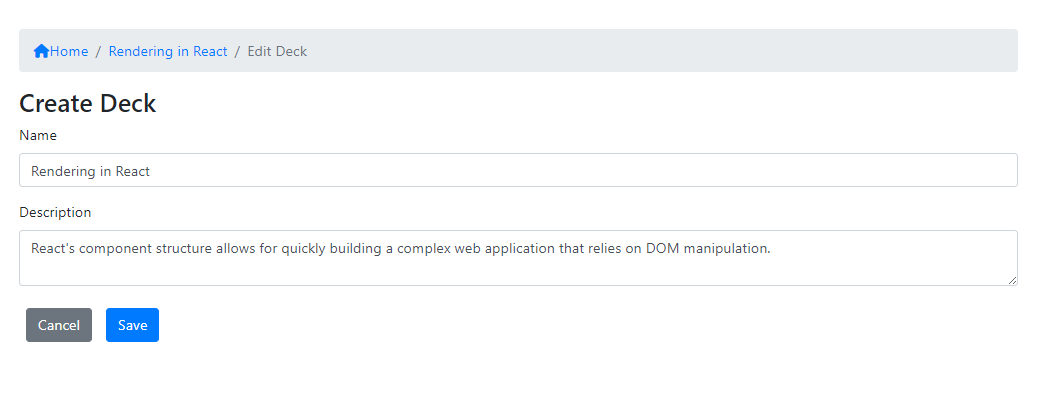 Home / Rendering in React / Edit Deck
Create Deck
Name
Rendering in React
Description
React's component structure allows for quickly building a complex web application that relies on DOM manipulation.
Cancel Save